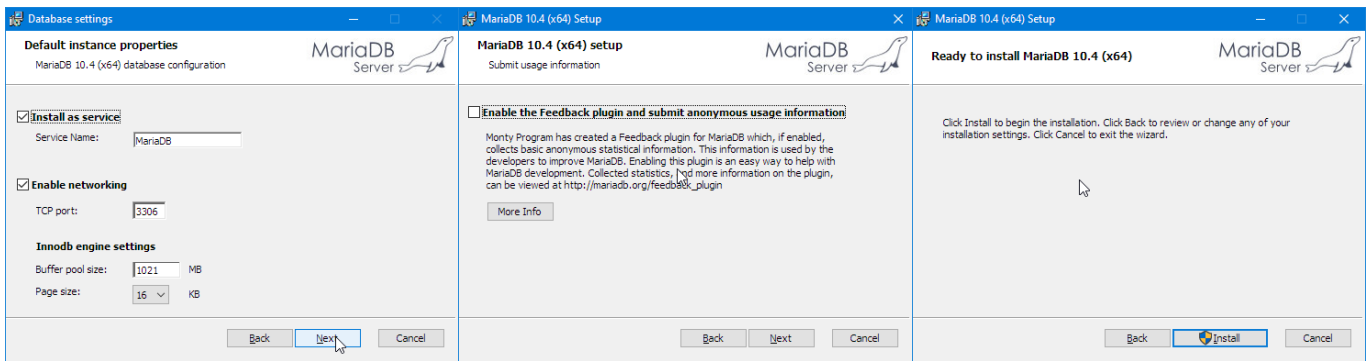 Database settings
Default instance properties
MariaDB 10.4 (x64) database configuration
MariaDB
Server
Install as service
Service Name:
MariaDB
Enable networking
TCP port:
3306
Innodb engine settings
Buffer pool size:
1021
MB
Page size:
16
KB
Back
Next
Cancel
MariaDB 10.4 (x64) Setup
MariaDB 10.4 (x64) setup
Submit usage information
MariaDB
Server
Enable the Feedback plugin and submit anonymous usage information
Monty Program has created a Feedback plugin for MariaDB which, if enabled,
collects basic anonymous statistical information. This information is used by the
developers to improve MariaDB. Enabling this plugin is an easy way to help with
MariaDB development. Collected statistics, and more information on the plugin,
can be viewed at http://mariadb.org/feedback_plugin
More Info
Back
Next
Cancel
MariaDB 10.4 (x64) Setup
Ready to install MariaDB 10.4 (x64)
MariaDB
Server
Click Install to begin the installation. Click Back to review or change any of your
installation settings. Click Cancel to exit the wizard.
Back
Install
Cancel